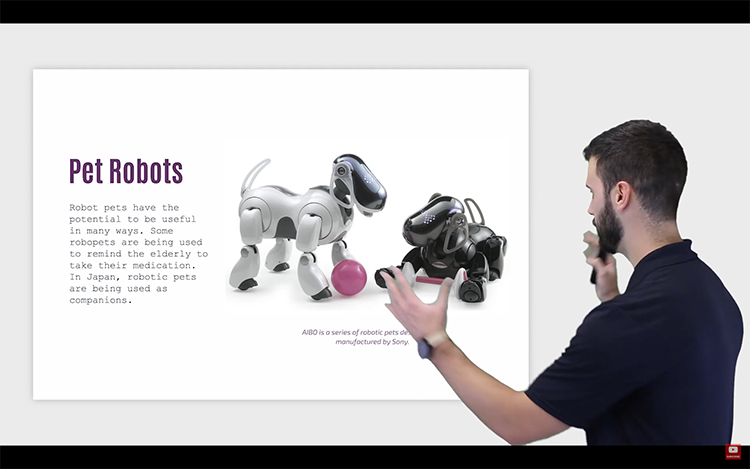 Pet Robots
Robot pets have the
potential to be useful
in many ways. Some
robopets are being used
to remind the elderly to
take their medication.
In Japan, robotic pets
are being used as
companions.
AIBO is a series of robotic pets
manufactured by Sony.